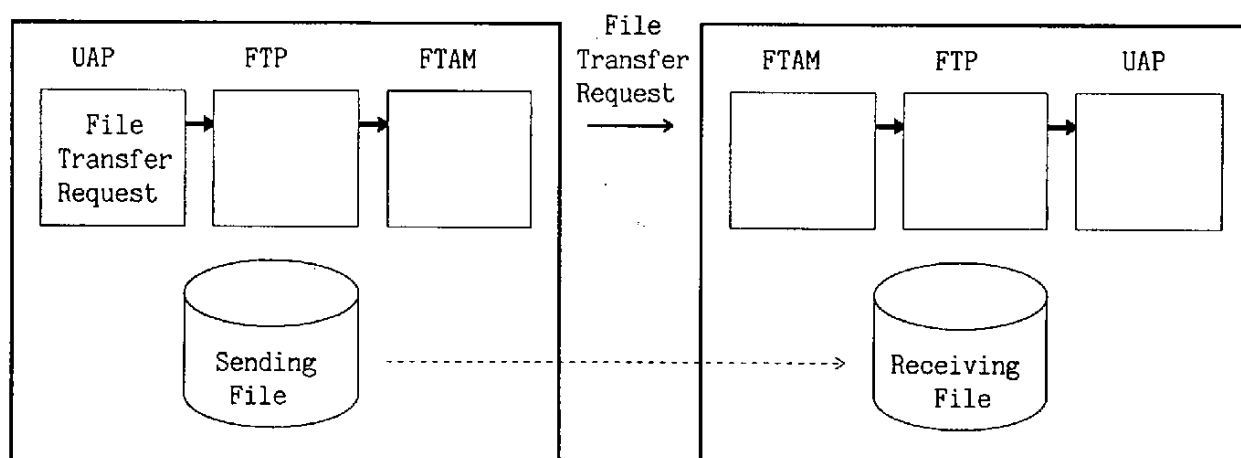 UAP FTP FTAM
File
Transfer
Request
File
Transfer
Request
FTAM FTP UAP
Sending
File
Receiving
File